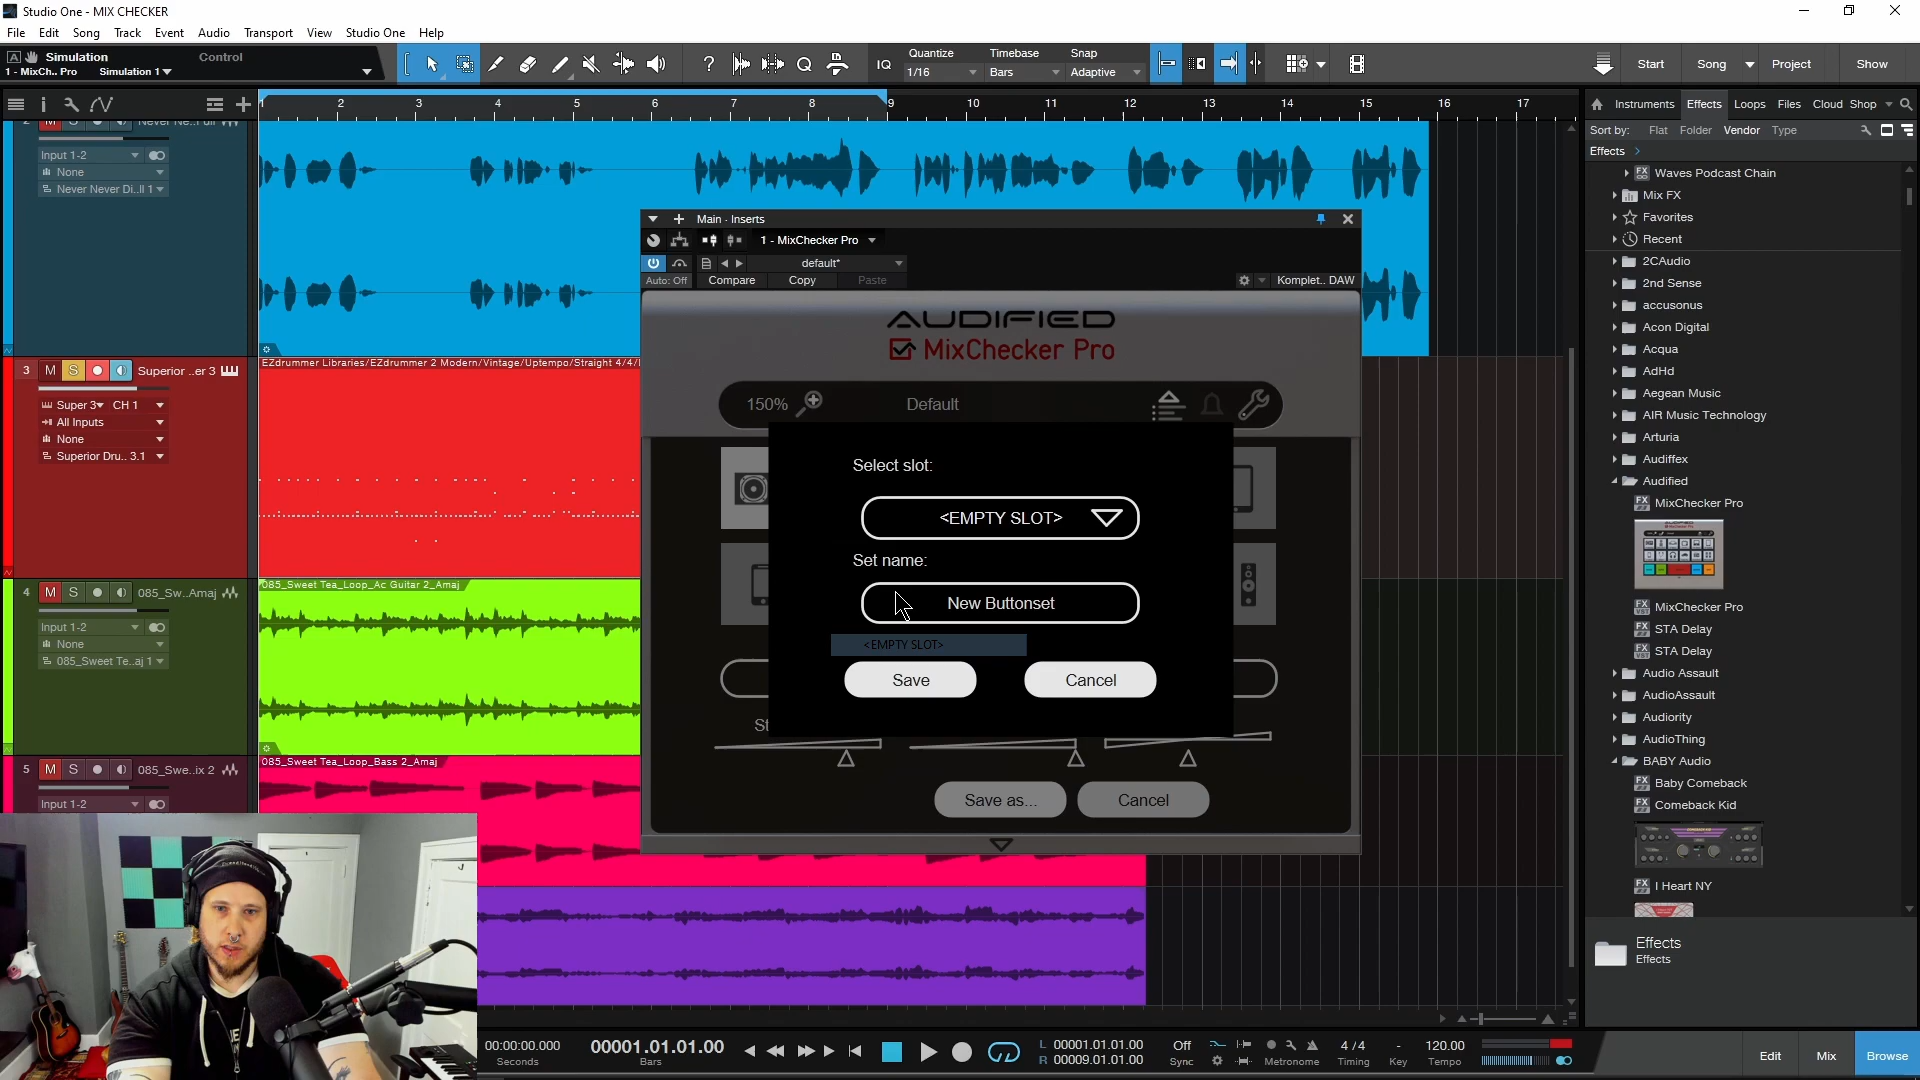 Studio One - MIX CHECKER
File Edit Song Track Event Audio Transport View Studio One Help
A Simulation Control
1 - MixCh.. Pro Simulation 1
Quantize Timebase Snap
IQ 1/16 Bars Adaptive
Start Song Project Show
1 2 3 4 5 6 7 8 9 10 11 12 13 14 15 16 17
Instruments Effects Loops Files Cloud Shop
Sort by: Flat Folder Vendor Type
Effects
Input 1-2
None
Never Never Di..ll 1
Waves Podcast Chain
Mix FX
Favorites
Recent
2CAudio
2nd Sense
accusonus
Acon Digital
Acqua
AdHd
Aegean Music
AIR Music Technology
Arturia
Audiffex
Audified
MixChecker Pro
MixChecker Pro
STA Delay
STA Delay
Audio Assault
AudioAssault
Audiority
AudioThing
BABY Audio
Baby Comeback
Comeback Kid
I Heart NY
Effects
Effects
Main - Inserts
1 - MixChecker Pro
default*
Auto: Off Compare Copy Paste Komplet.. DAW
AUDIFIED
MixChecker Pro
150% Default
Select slot:
<EMPTY SLOT>
Set name:
New Buttonset
<EMPTY SLOT>
Save Cancel
St
Save as... Cancel
3 M S Superior ..er 3
EZdrummer Libraries/EZdrummer 2 Modern/Vintage/Uptempo/Straight 4/4/
Super 3 CH 1
All Inputs
None
Superior Dru.. 3.1
4 M S 085_Sw..Amaj
085_Sweet Tea_Loop_Ac Guitar 2_Amaj
Input 1-2
None
085_Sweet Te..aj 1
5 M S 085_Swe..ix 2
085_Sweet Tea_Loop_Bass 2_Amaj
Input 1-2
00:00:00.000
Seconds
00001.01.01.00
Bars
L 00001.01.01.00
R 00009.01.01.00
Off
Sync
Metronome
4 / 4
Timing
-
Key
120.00
Tempo
Edit Mix Browse